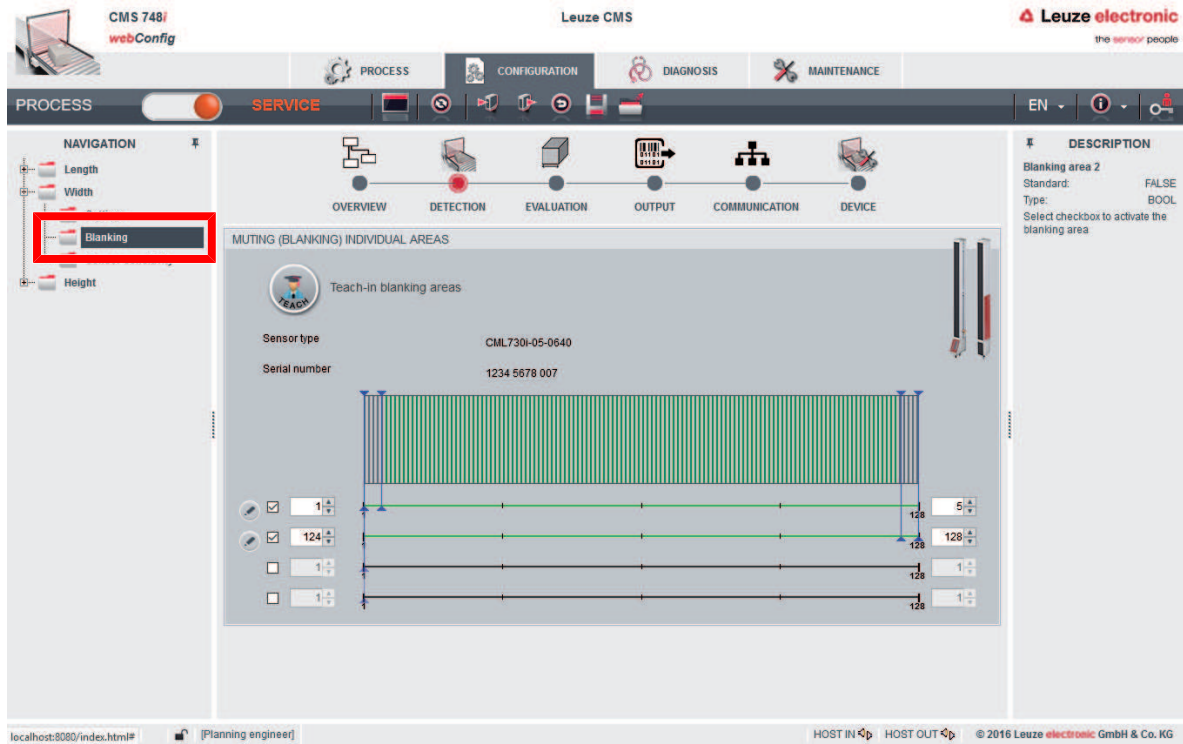 CMS 748i
webConfig
Leuze CMS
Leuze electronic
the sensor people
PROCESS
CONFIGURATION
DIAGNOSIS
MAINTENANCE
PROCESS
SERVICE
EN
NAVIGATION
Length
Width
Blanking
Height
OVERVIEW
DETECTION
EVALUATION
OUTPUT
COMMUNICATION
DEVICE
MUTING (BLANKING) INDIVIDUAL AREAS
TEACH
Teach-in blanking areas
Sensor type
CML730i-05-0640
Serial number
1234 5678 007
1
1
128
5
124
1
128
128
1
1
128
1
1
1
128
1
DESCRIPTION
Blanking area 2
Standard: FALSE
Type: BOOL
Select checkbox to activate the
blanking area
localhost:8080/index.html#
[Planning engineer]
HOST IN
HOST OUT
© 2016 Leuze electronic GmbH & Co. KG